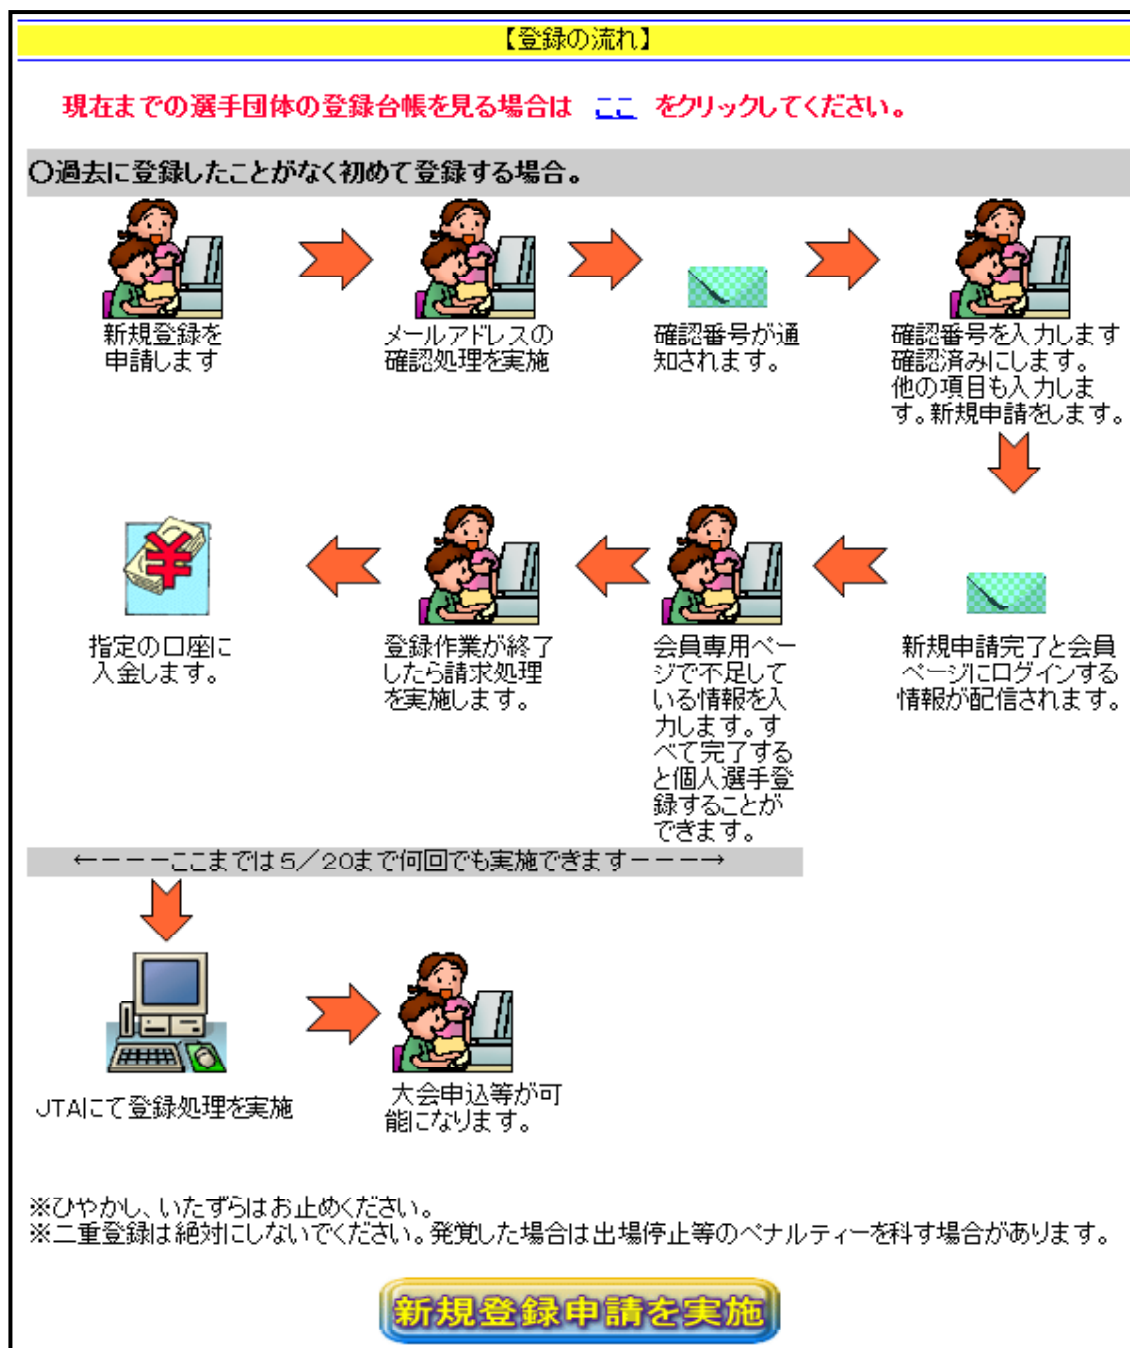 【登録の流れ】
現在までの選手団体の登録台帳を見る場合は ここ をクリックしてください。
○過去に登録したことがなく初めて登録する場合。
新規登録を
申請します
メールアドレスの
確認処理を実施
確認番号が通
知されます。
確認番号を入力します
確認済みにします。
他の項目も入力しま
す。新規申請をします。
新規申請完了と会員
ページにログインする
情報が配信されます。
会員専用ペー
ジで不足して
いる情報を入
力します。す
べて完了する
と個人選手登
録することが
できます。
登録作業が終了
したら請求処理
を実施します。
¥
指定の口座に
入金します。
←－－－－ここまでは５／20まで何回でも実施できます－－－→
JTAにて登録処理を実施
大会申込等が可
能になります。
※ひやかし、いたずらはお止めください。
※二重登録は絶対にしないでください。発覚した場合は出場停止等のペナルティーを科す場合があります。
新規登録申請を実施